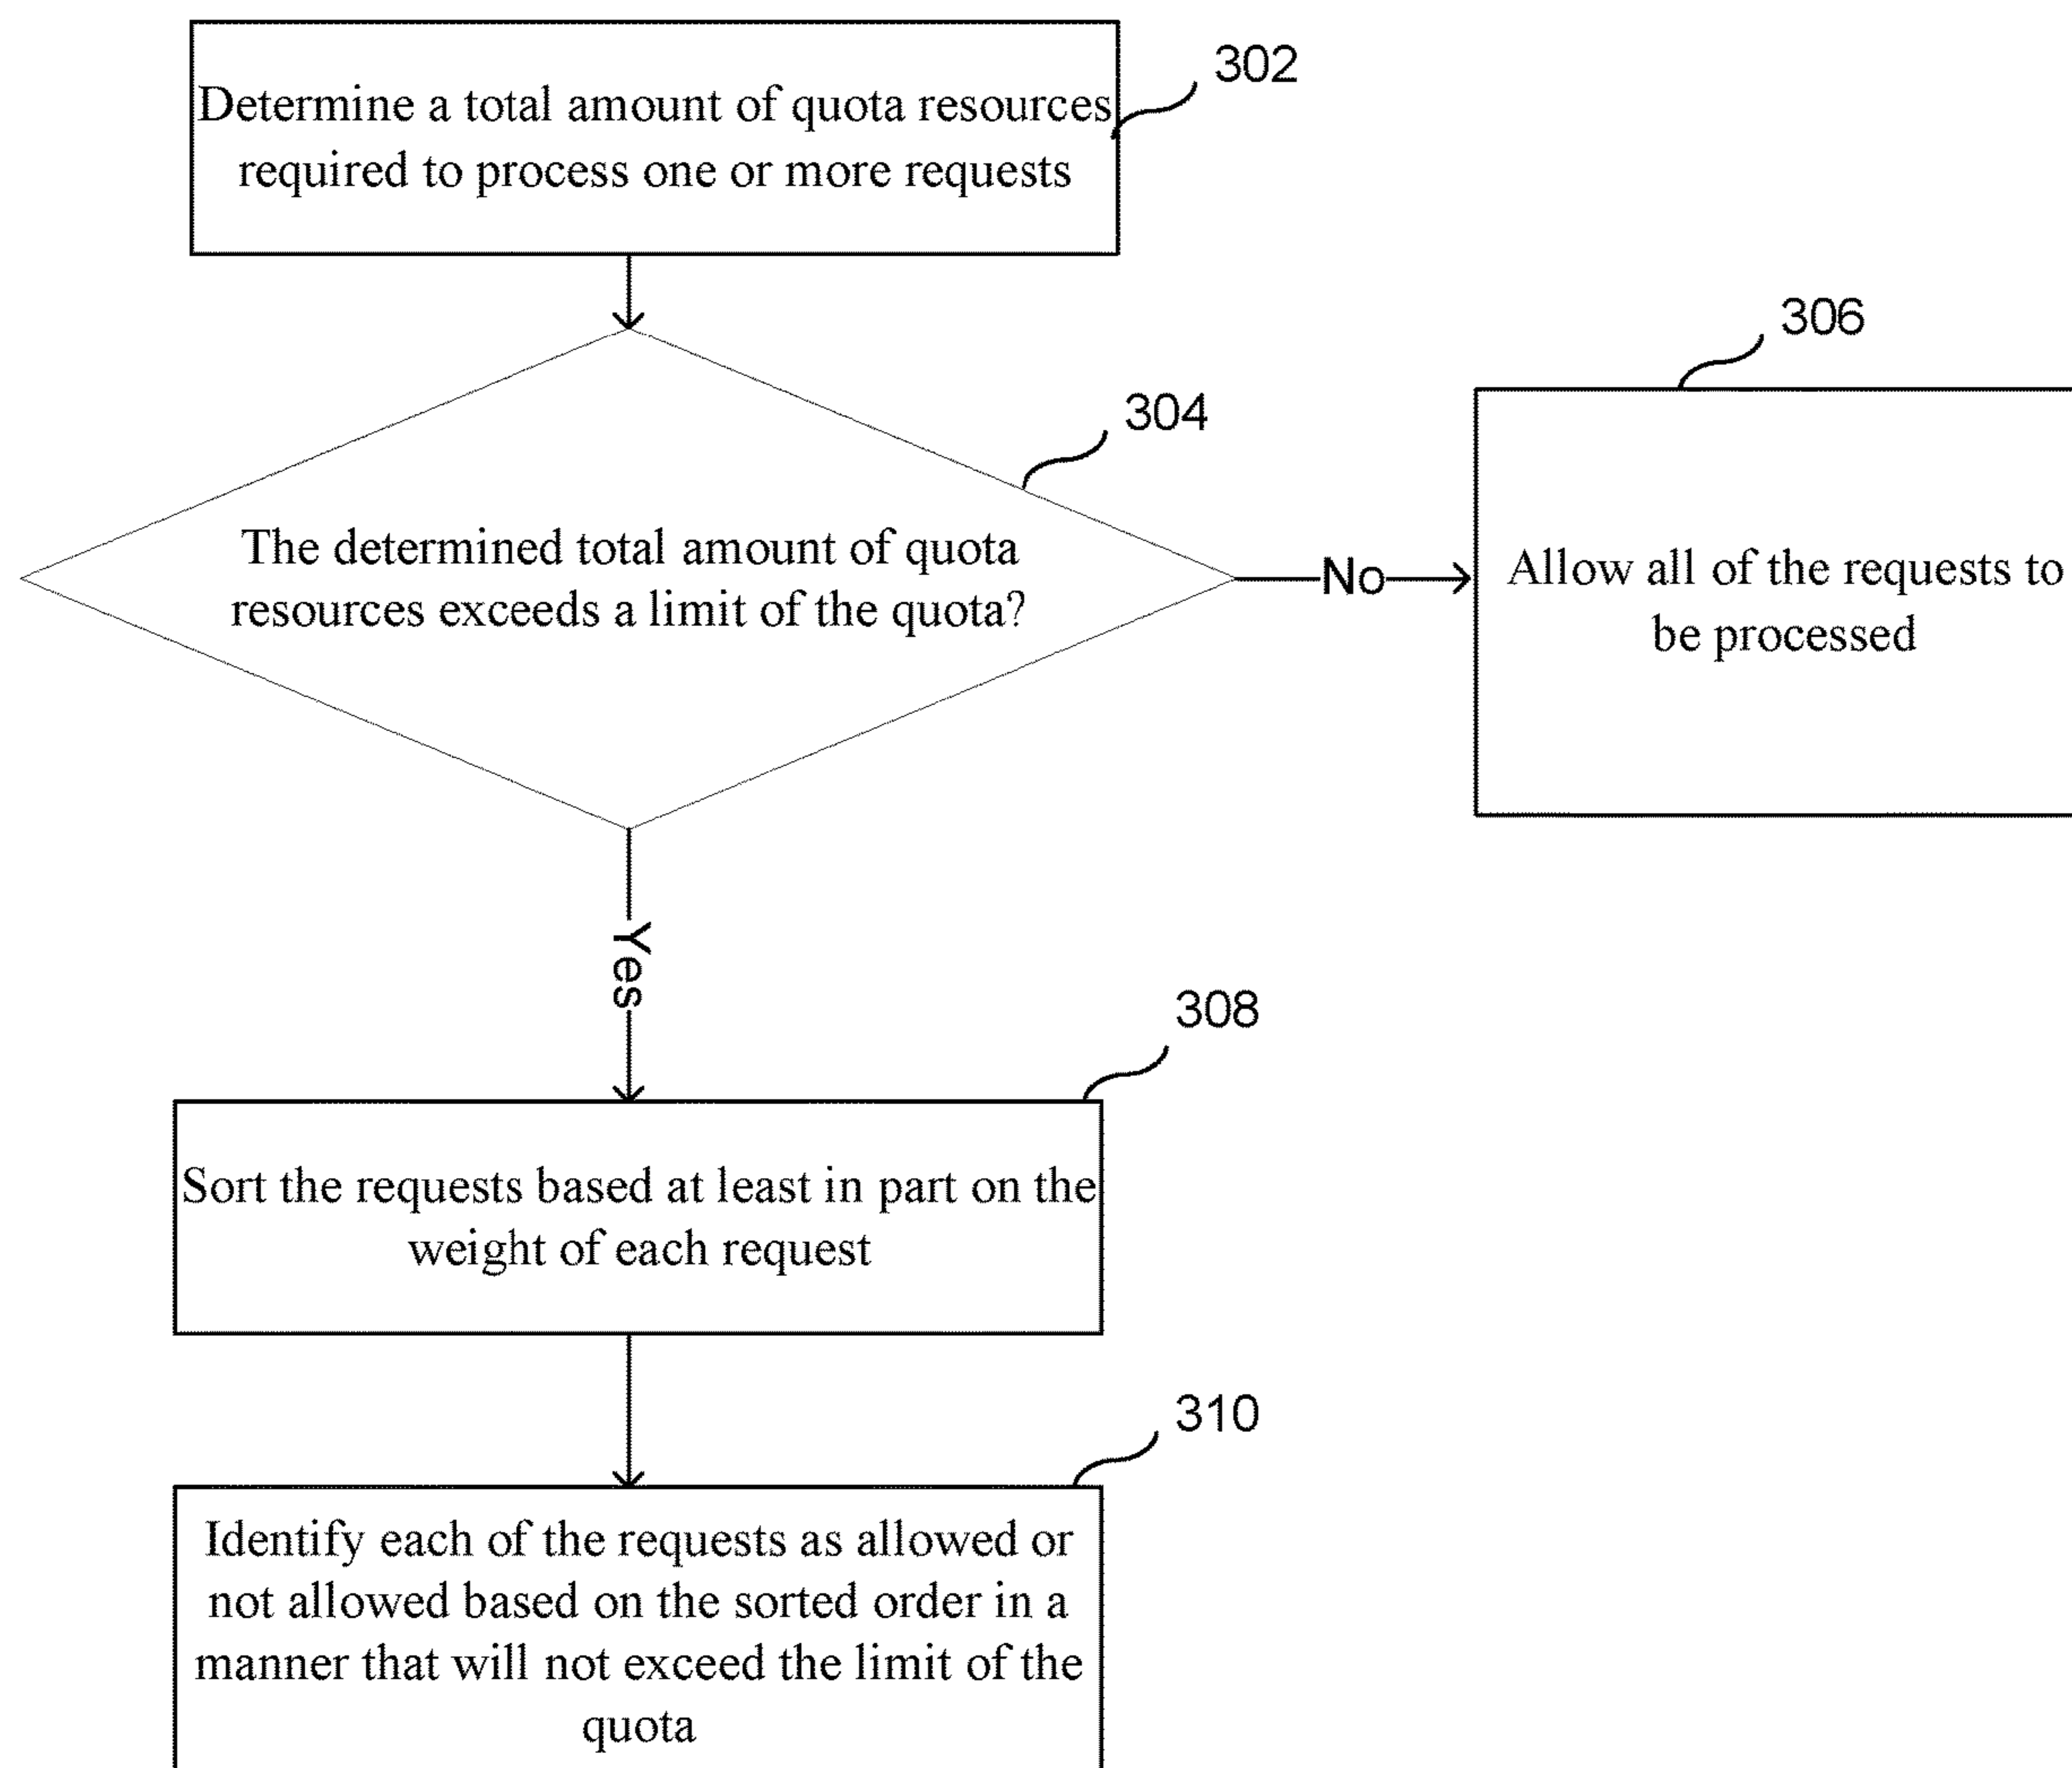 302
Determine a total amount of quota resources
required to process one or more requests
306
304
The determined total amount of quota
resources exceeds a limit of the quota?
No
Allow all of the requests to
be processed
Yes
308
Sort the requests based at least in part on the
weight of each request
310
Identify each of the requests as allowed or
not allowed based on the sorted order in a
manner that will not exceed the limit of the
quota